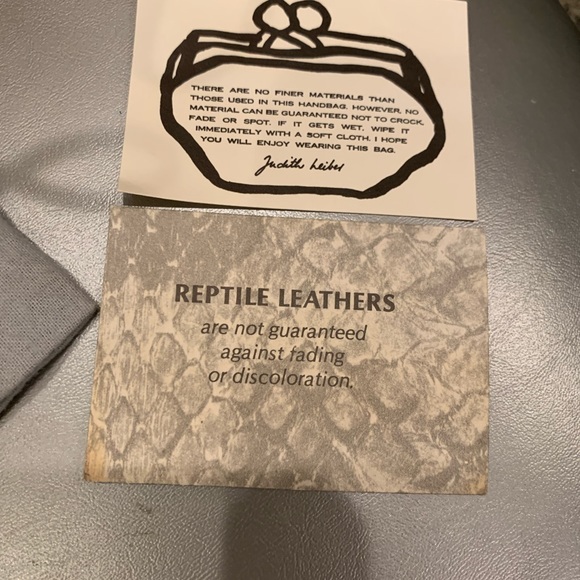 THERE ARE NO FINER MATERIALS THAN
THOSE USED IN THIS HANDBAG. HOWEVER, NO
MATERIAL CAN BE GUARANTEED NOT TO CROCK,
FADE OR SPOT. IF IT GETS WET, WIPE IT
IMMEDIATELY WITH A SOFT CLOTH. I HOPE
YOU WILL ENJOY WEARING THIS BAG.
Judith Leiber
REPTILE LEATHERS
are not guaranteed
against fading
or discoloration.